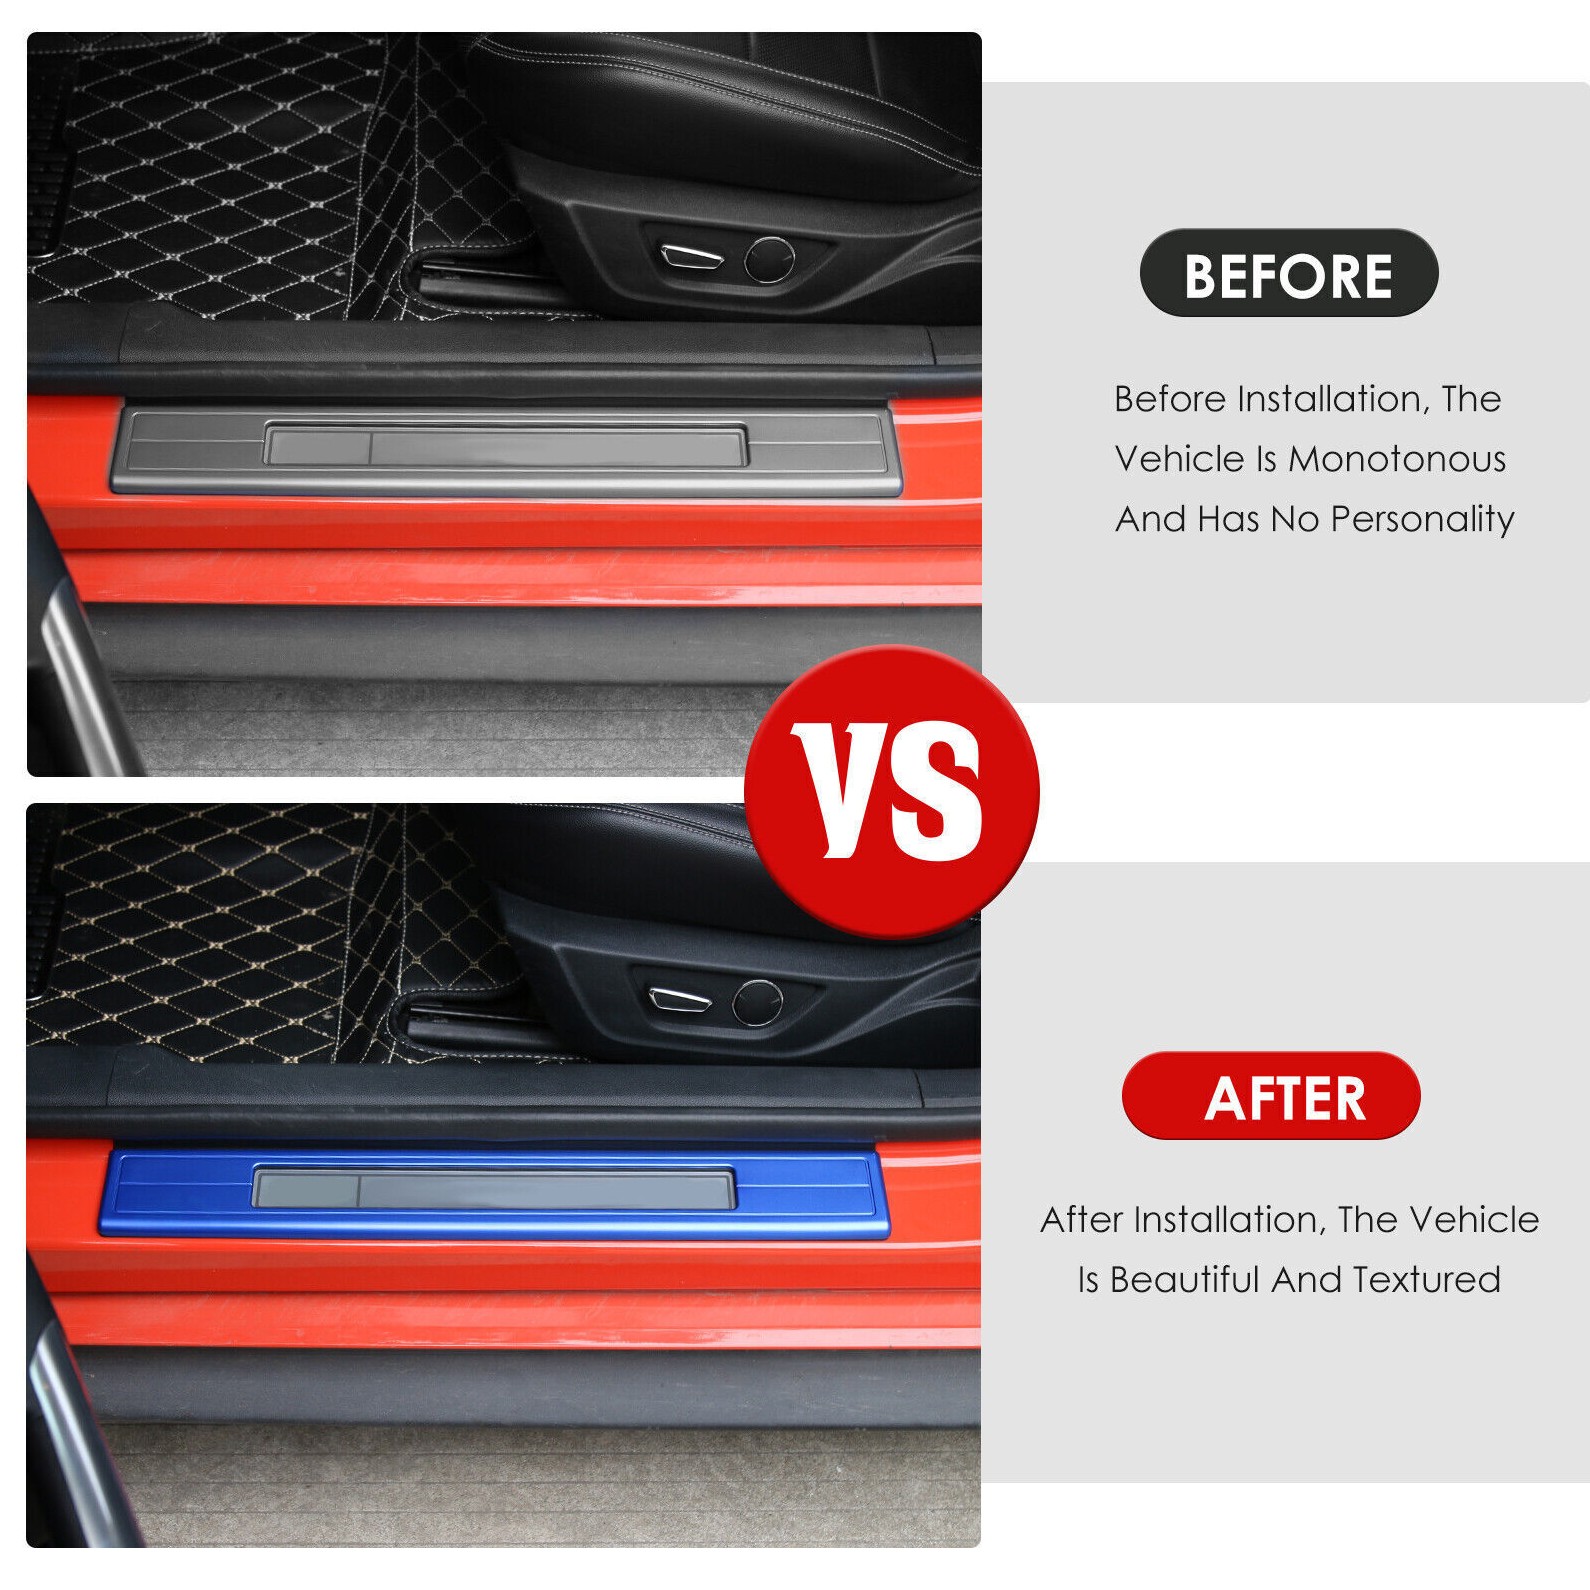 BEFORE
Before Installation, The
Vehicle Is Monotonous
And Has No Personality
VS
AFTER
After Installation, The Vehicle
Is Beautiful And Textured